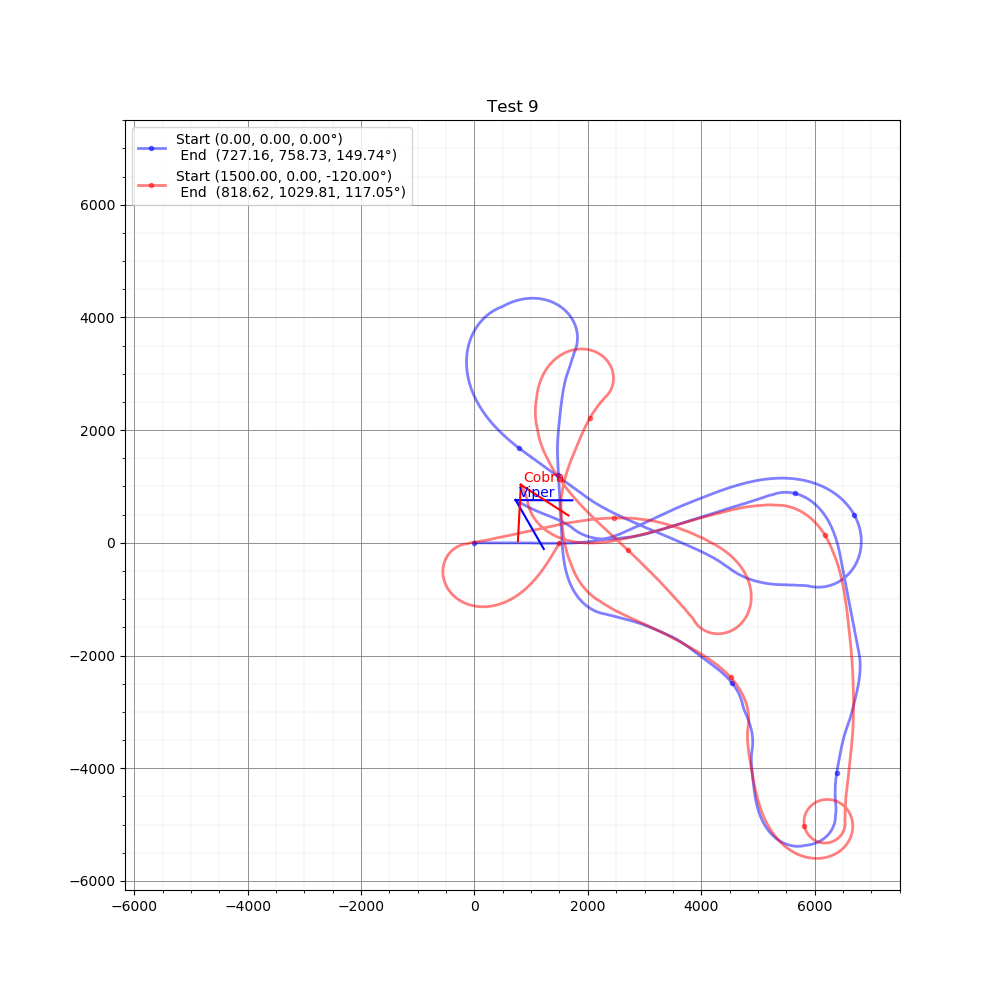 Test 9
Start (0.00, 0.00, 0.00°)
End (727.16, 758.73, 149.74°)
Start (1500.00, 0.00, -120.00°)
End (818.62, 1029.81, 117.05°)
6000
4000
2000
Cobra
Viper
0
−2000
−4000
−6000
−6000 −4000 −2000 0 2000 4000 6000